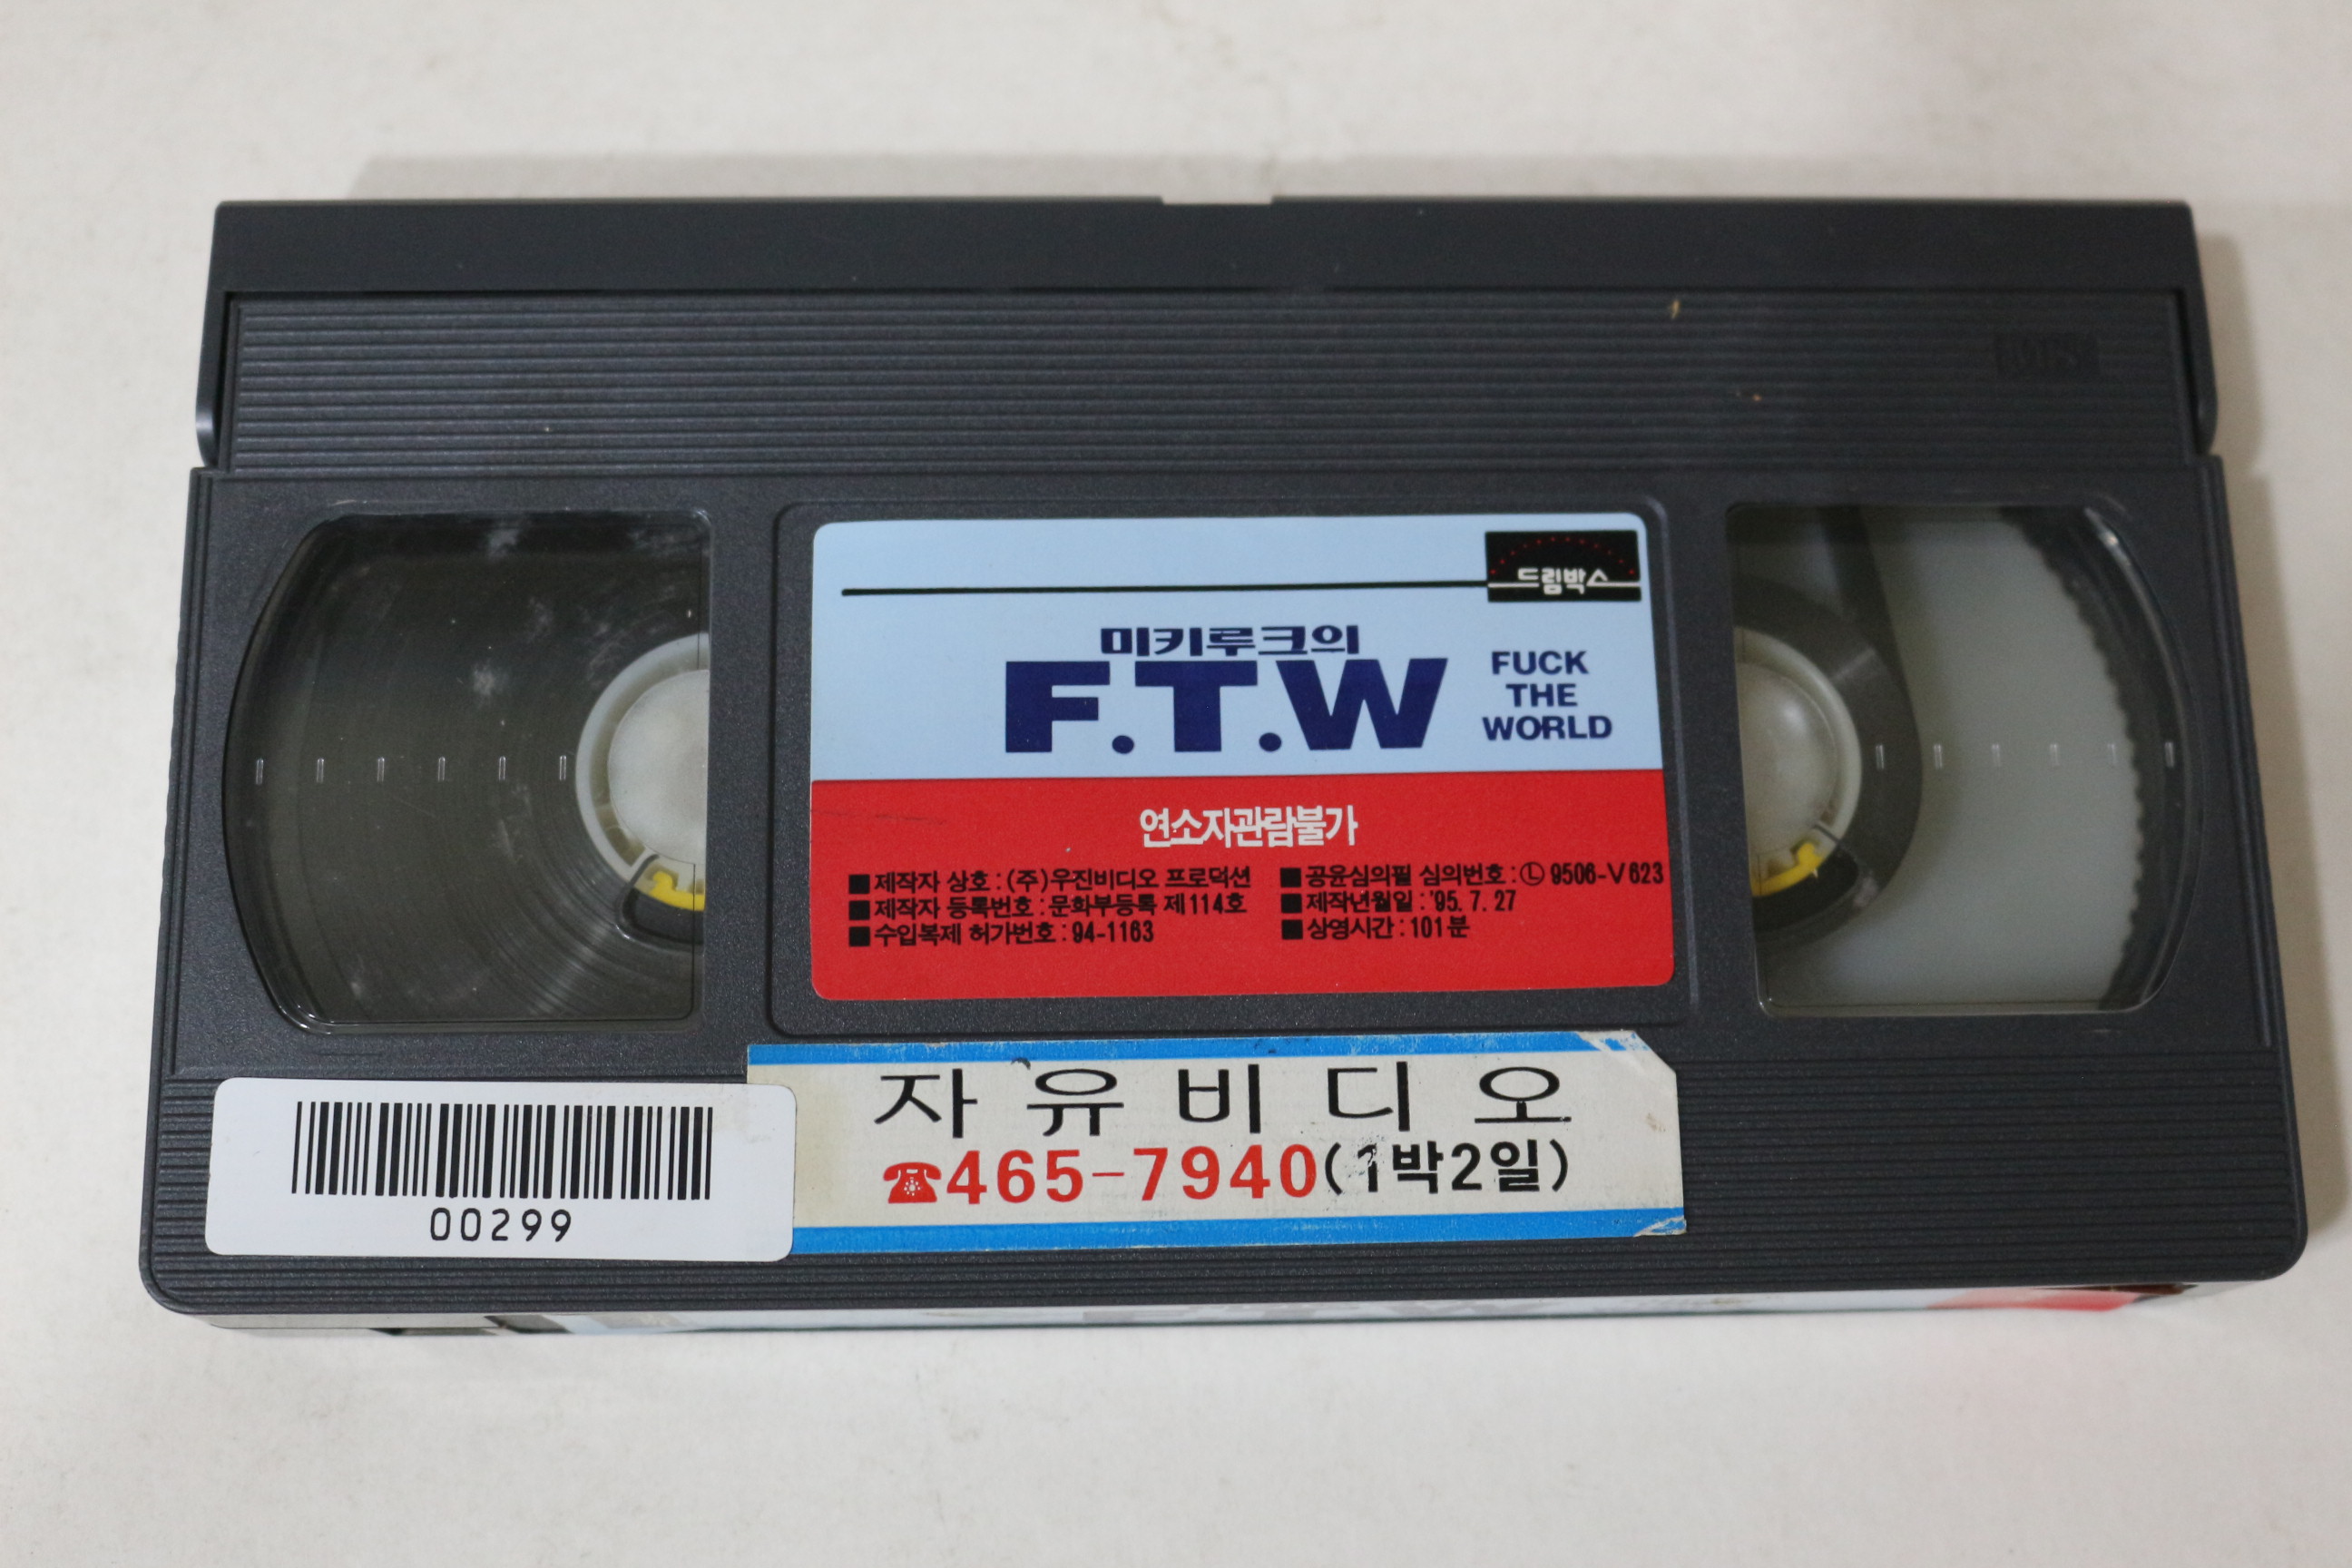 드림박스
미키루크의
F.T.W
FUCK
THE
WORLD
연소자관람불가
■제작자 상호:(주)우진비디오 프로덕션
■제작자 등록번호:문화부등록 제114호
■수입복제 허가번호:94-1163
■공윤심의필 심의번호:Ⓛ 9506-V623
■제작년월일:'95. 7. 27
■상영시간:101분
자유비디오
☎465-7940(1박2일)
00299